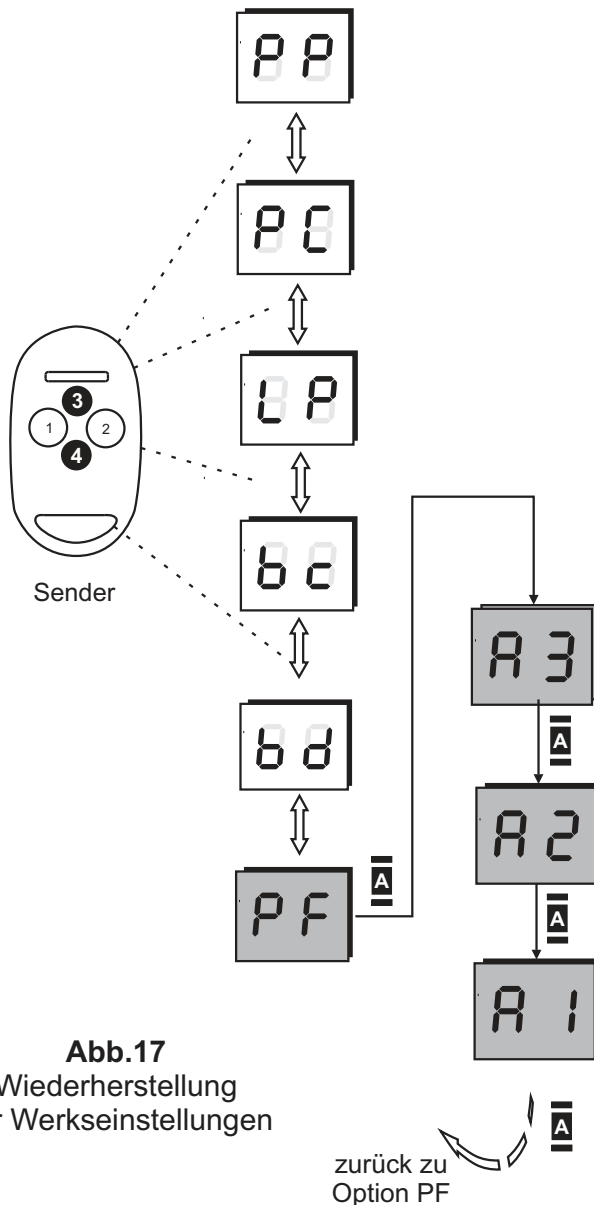 PP
PC
LP
3
1 2
4
Sender
bc
bd
PF
A
A3
A
A2
A
A1
A
zurück zu
Option PF
Abb.17
Wiederherstellung
r Werkseinstellungen